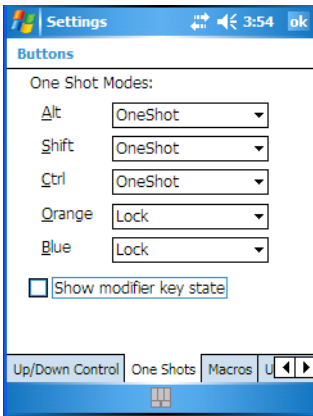 Settings 3:54 ok
Buttons
One Shot Modes:
Alt OneShot
Shift OneShot
Ctrl OneShot
Orange Lock
Blue Lock
Show modifier key state
Up/Down Control One Shots Macros U